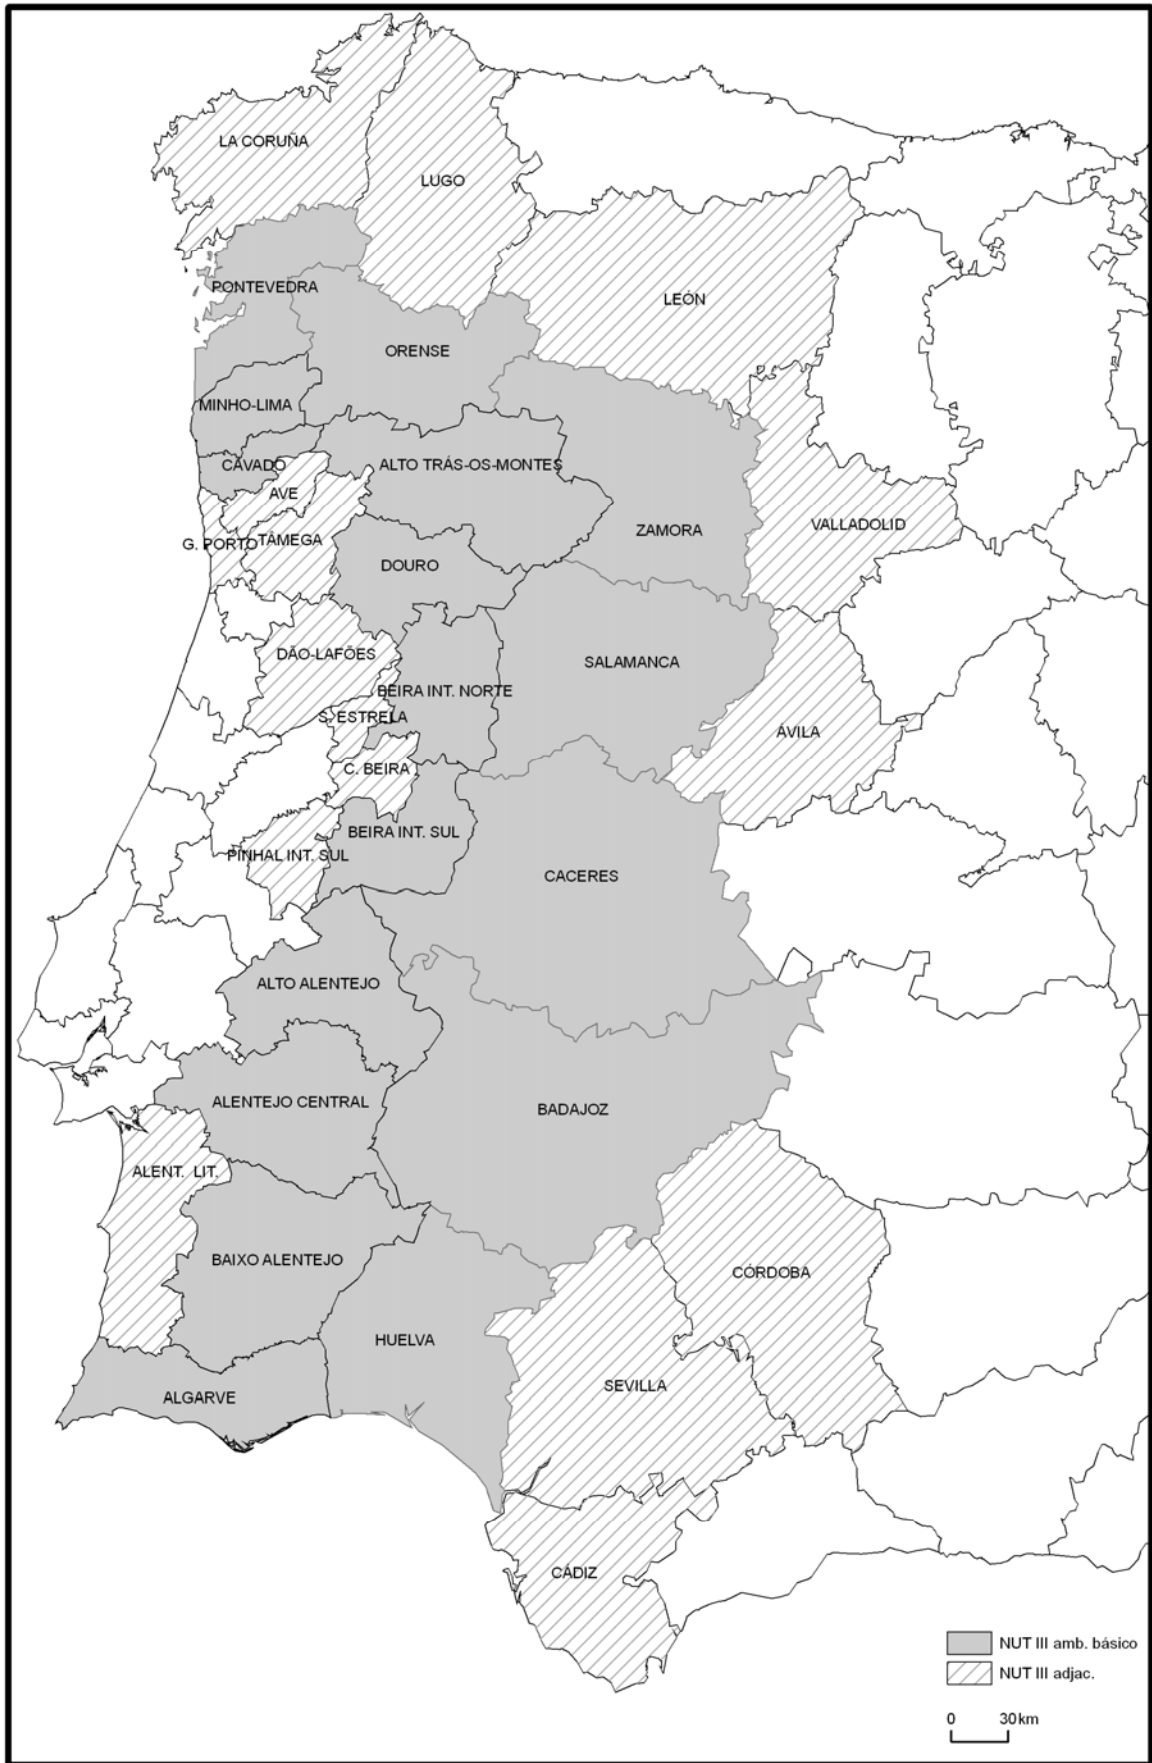 LA CORUÑA
LUGO
PONTEVEDRA
LEÓN
ORENSE
MINHO-LIMA
CÁVADO
ALTO TRÁS-OS-MONTES
AVE
VALLADOLID
ZAMORA
G. PORTO
TÂMEGA
DOURO
DÃO-LAFÕES
SALAMANCA
BEIRA INT. NORTE
S. ESTRELA
ÁVILA
C. BEIRA
BEIRA INT. SUL
PINHAL INT. SUL
CACERES
ALTO ALENTEJO
ALENTEJO CENTRAL
BADAJOZ
ALENT. LIT.
BAIXO ALENTEJO
CÓRDOBA
HUELVA
SEVILLA
ALGARVE
CÁDIZ
NUT III amb. básico
NUT III adjac.
0 30km